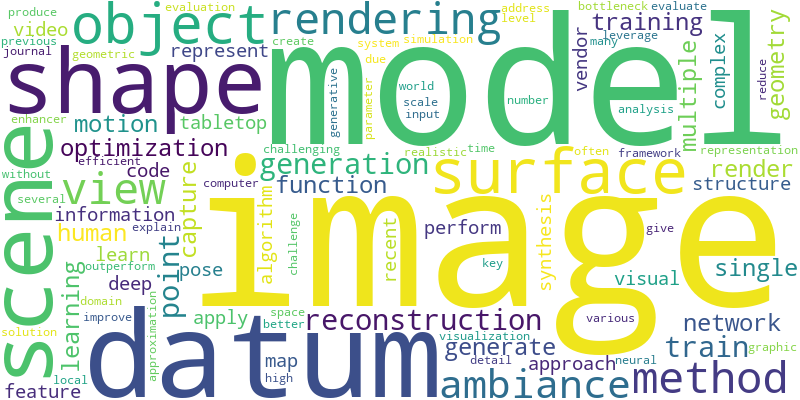 produce
evaluation
video
object
rendering
address
level
bottleneck
evaluate
training
leverage
previous
journal
geometric
represent
create
system
simulation
due
many
vendor
complex
geometry
reduce
shape
model
multiple
world
scale
input
number
analysis
generative
parameter
enhancer
motion
tabletop
optimization
challenging
realistic
time
framework
representation
without
efficient
code
generation
surface
often
render
several
view
computer
function
structure
scene
capture
image
information
explain
human
point
algorithm
challenge
recent
perform
synthesis
give
learn
outperform
key
pose
deep
visual
single
learning
domain
improve
approximation
apply
space
better
reconstruction
various
network
solution
datum
map
visualization
generate
train
graphic
local
high
detail
approach
neural
feature
ambiance
method